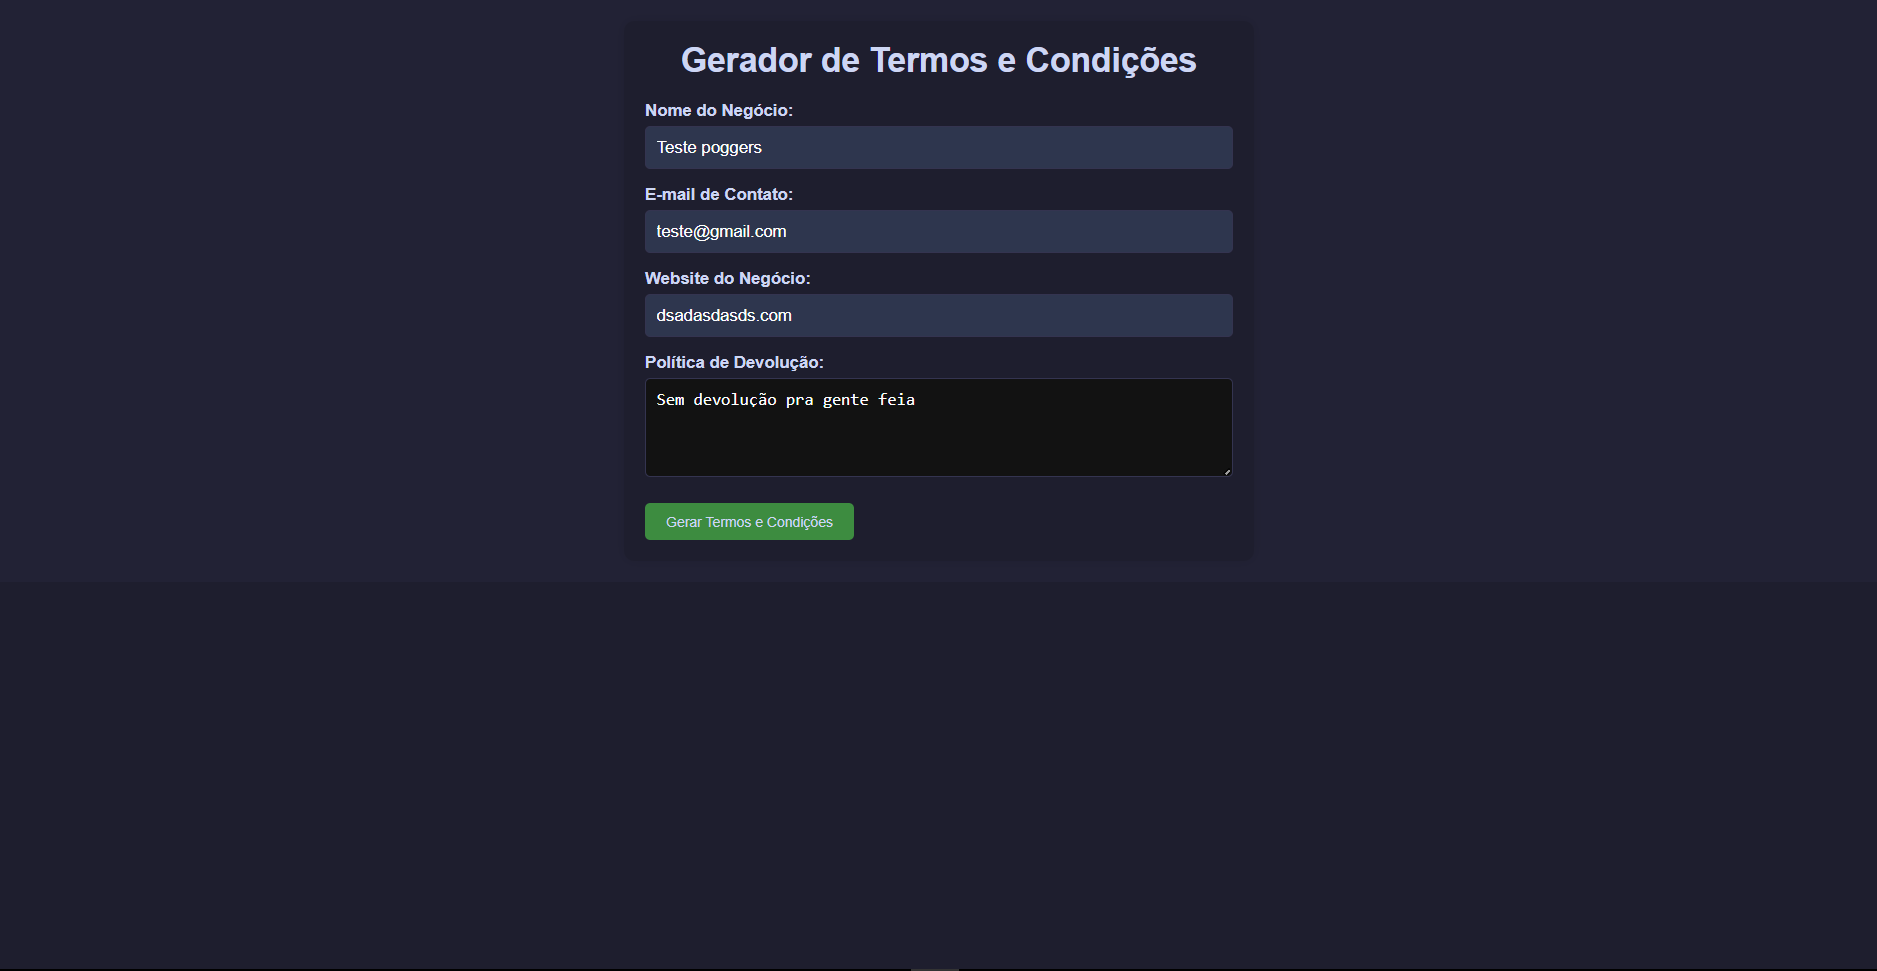 Gerador de Termos e Condições
Nome do Negócio:
Teste poggers
E-mail de Contato:
teste@gmail.com
Website do Negócio:
dsadasdasds.com
Política de Devolução:
Sem devolução pra gente feia
Gerar Termos e Condições